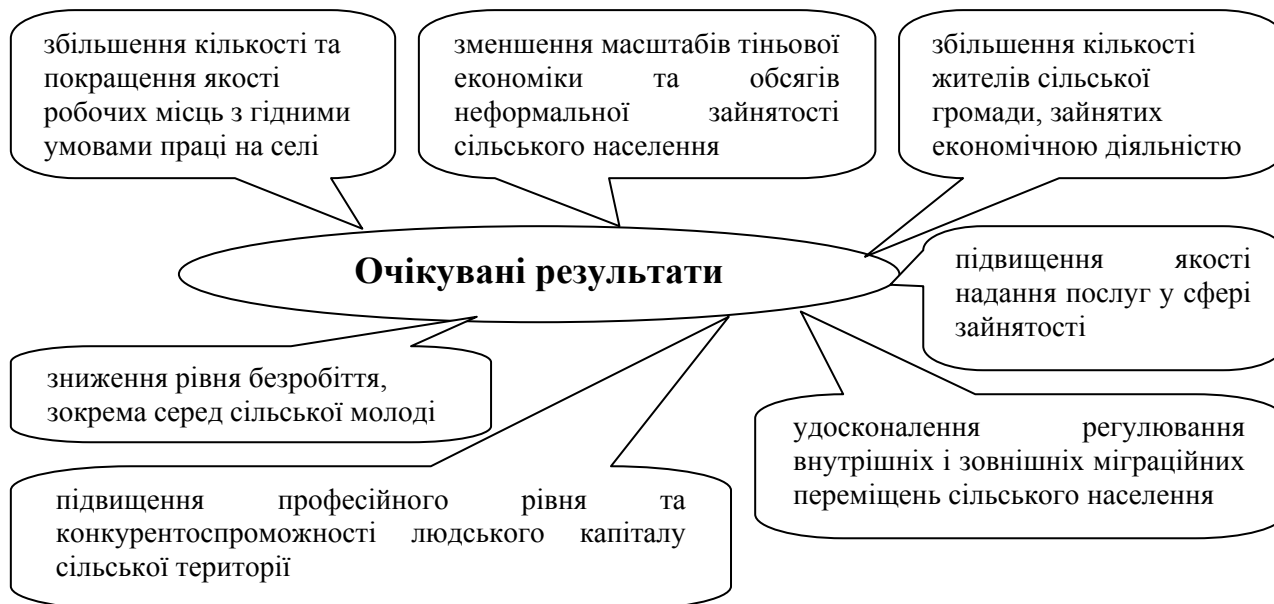 збільшення кількості та
покращення якості
робочих місць з гідними
умовами праці на селі
зменшення масштабів тіньової
економіки та обсягів
неформальної зайнятості
сільського населення
збільшення кількості
жителів сільської
громади, зайнятих
економічною діяльністю
Очікувані результати
підвищення якості
надання послуг у сфері
зайнятості
зниження рівня безробіття,
зокрема серед сільської молоді
удосконалення регулювання
внутрішніх і зовнішніх міграційних
переміщень сільського населення
підвищення професійного рівня та
конкурентоспроможності людського капіталу
сільської території